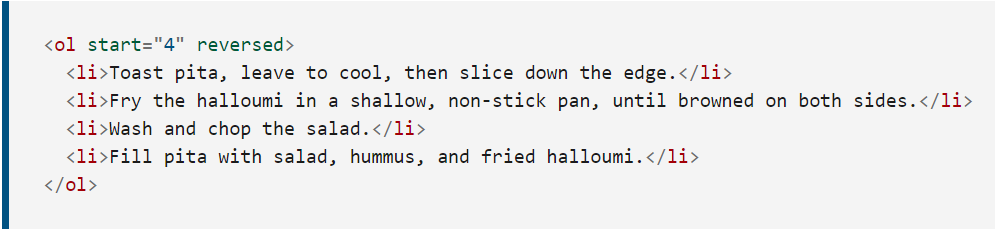 <ol start="4" reversed>
<li>Toast pita, leave to cool, then slice down the edge.</li>
<li>Fry the halloumi in a shallow, non-stick pan, until browned on both sides.</li>
<li>Wash and chop the salad.</li>
<li>Fill pita with salad, hummus, and fried halloumi.</li>
</ol>